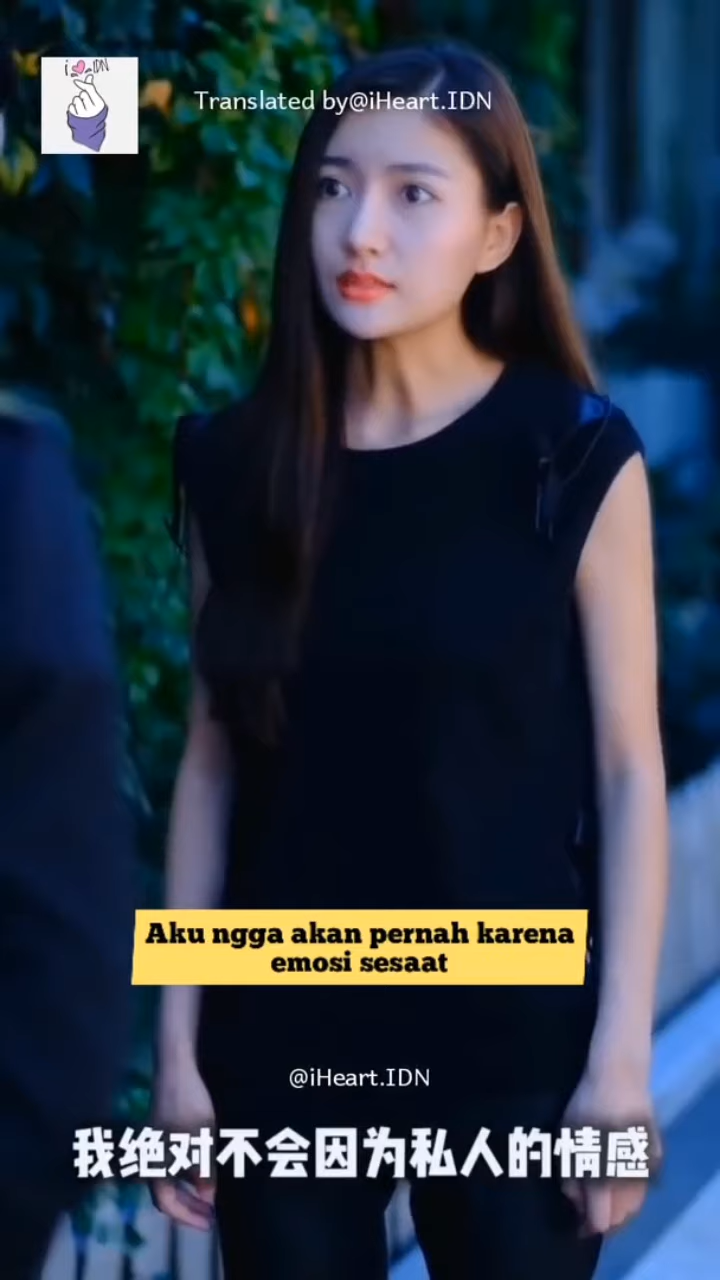 i IDN
Translated by@iHeart.IDN
Aku ngga akan pernah karena
emosi sesaat
@iHeart.IDN
我绝对不会因为私人的情感